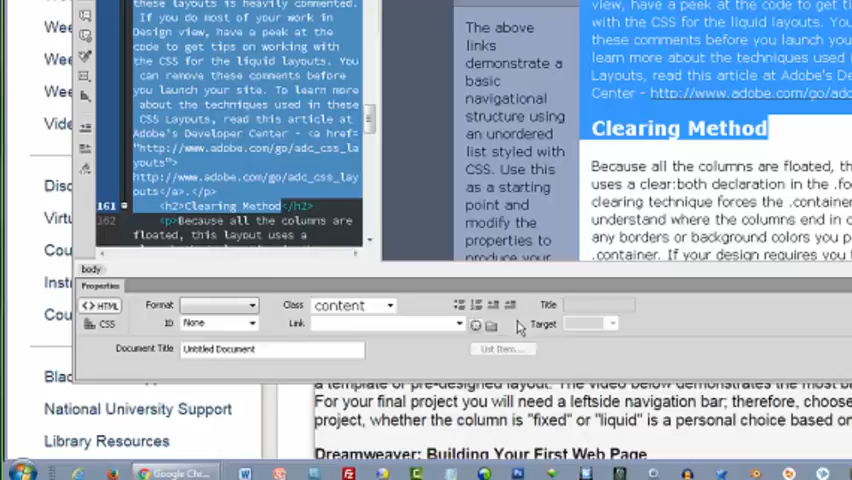 these layouts is heavily commented.
If you do most of your work in
Design view, have a peek at the
code to get tips on working with
the CSS for the liquid layouts. You
can remove these comments before
you launch your site. To learn more
about the techniques used in these
CSS Layouts, read this article at
Adobe's Developer Center - <a href=
"http://www.adobe.com/go/adc_css_la
youts">
http://www.adobe.com/go/adc_css_lay
outs</a>.</p>
161 <h2>Clearing Method</h2>
162 <p>Because all the columns are
floated, this layout uses a
The above
links
demonstrate a
basic
navigational
structure using
an unordered
list styled with
CSS. Use this
as a starting
point and
modify the
properties to
produce your
view, have a peek at the code to get ti
with the CSS for the liquid layouts. You
these comments before you launch your
learn more about the techniques used in
Layouts, read this article at Adobe's De
Center - http://www.adobe.com/go/adc
Clearing Method
Because all the columns are floated, th
uses a clear:both declaration in the .fo
clearing technique forces the .container
understand where the columns end in o
any borders or background colors you p
.container. If your design requires you
body
Properties
<> HTML
CSS
Format
Class content
Title
ID None
Link
Target
Document Title Untitled Document
List Item...
Wee
Wee
Wee
Vide
Disc
Virtu
Cou
Instr
Cou
Blac
National University Support
Library Resources
a template or pre-designed layout. The video below demonstrates the most ba
For your final project you will need a leftside navigation bar; therefore, choose
project, whether the column is "fixed" or "liquid" is a personal choice based on
Dreamweaver: Building Your First Web Page
Google Chr...